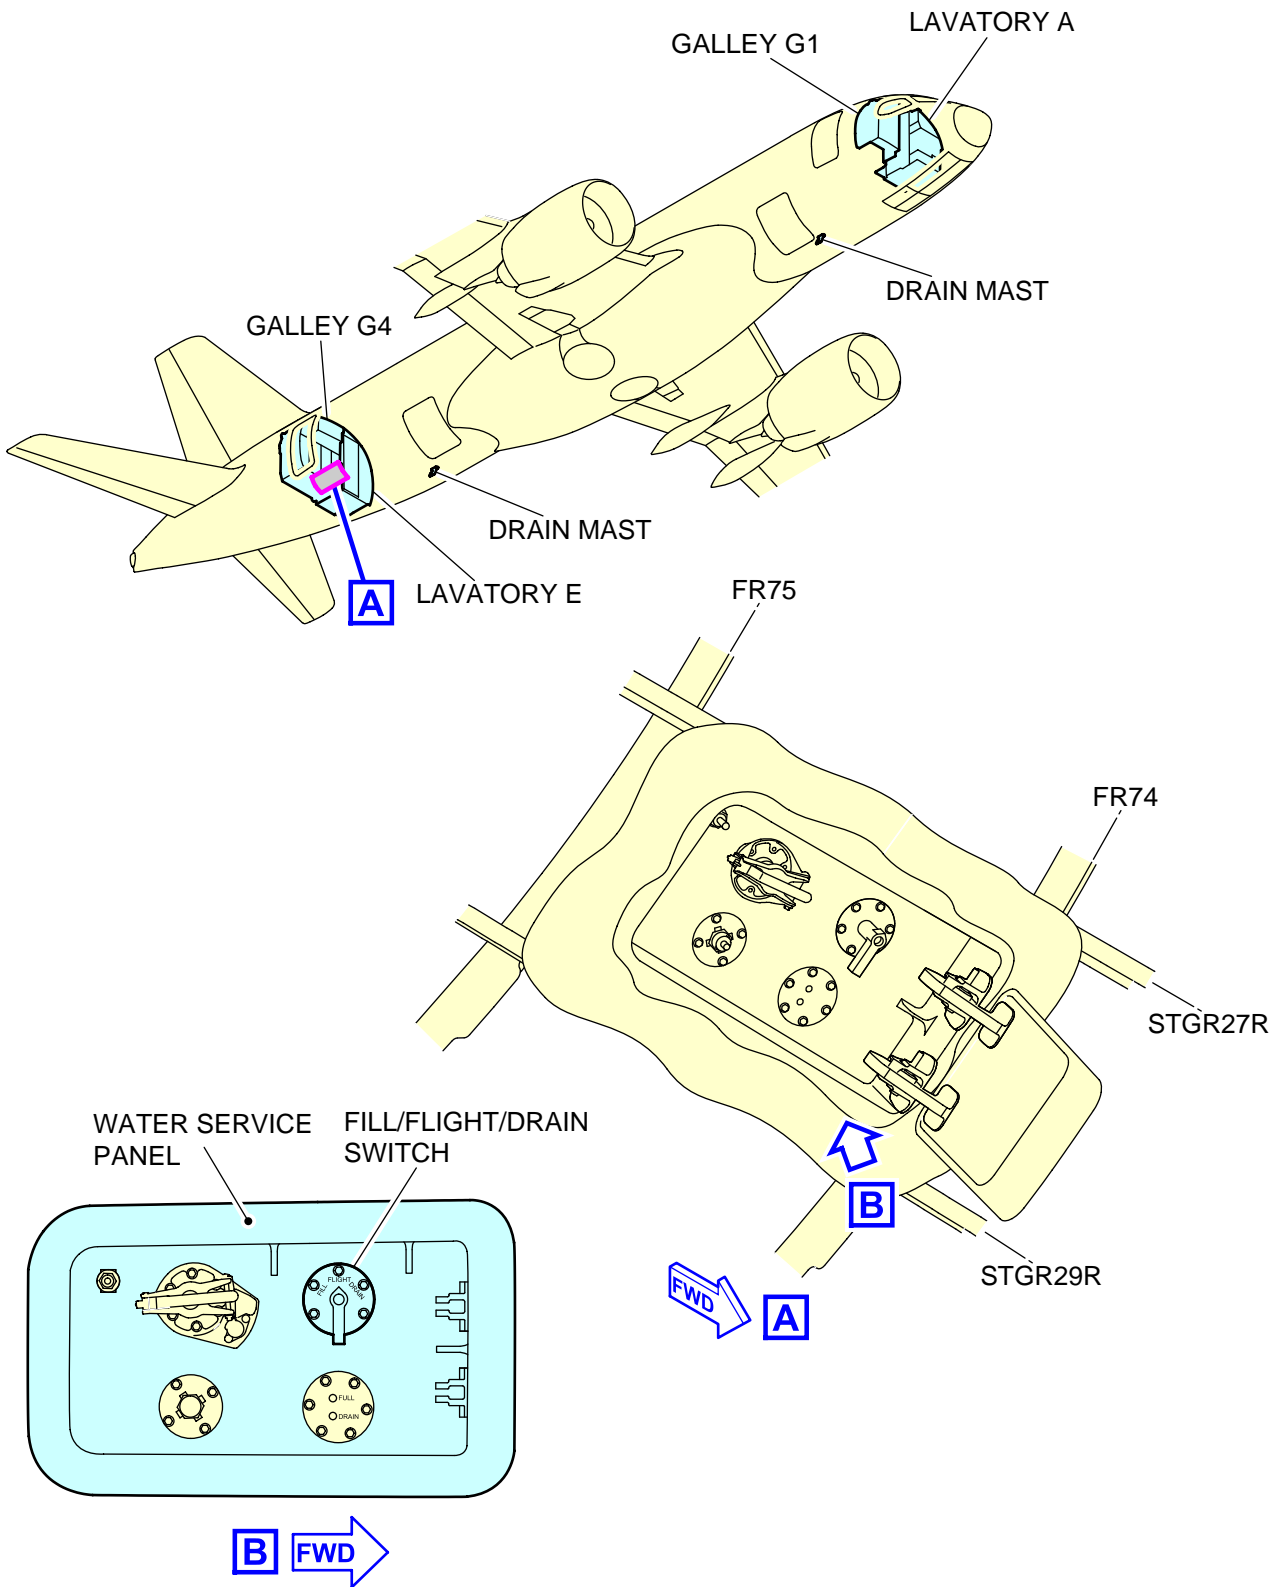 LAVATORY A
GALLEY G1
DRAIN MAST
GALLEY G4
DRAIN MAST
LAVATORY E
A
FR75
FR74
STGR27R
STGR29R
B
FWD
A
WATER SERVICE
PANEL
FILL/FLIGHT/DRAIN
SWITCH
FILL
FLIGHT
DRAIN
FULL
DRAIN
B
FWD